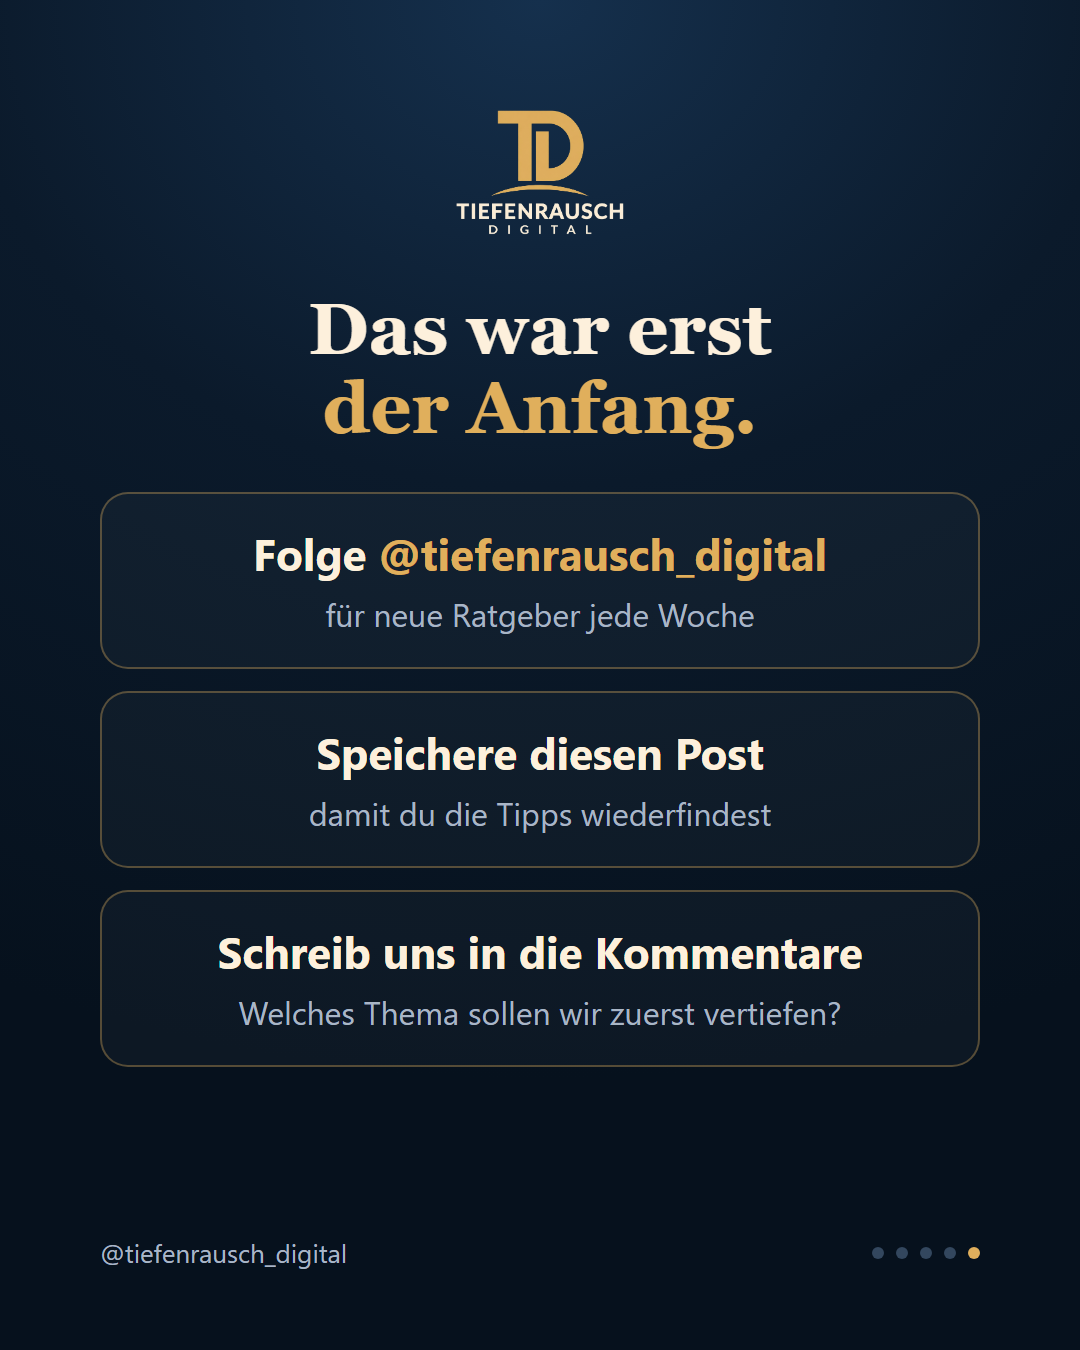 TD
TIEFENRAUSCH
DIGITAL
Das war erst
der Anfang.
Folge @tiefenrausch_digital
für neue Ratgeber jede Woche
Speichere diesen Post
damit du die Tipps wiederfindest
Schreib uns in die Kommentare
Welches Thema sollen wir zuerst vertiefen?
@tiefenrausch_digital